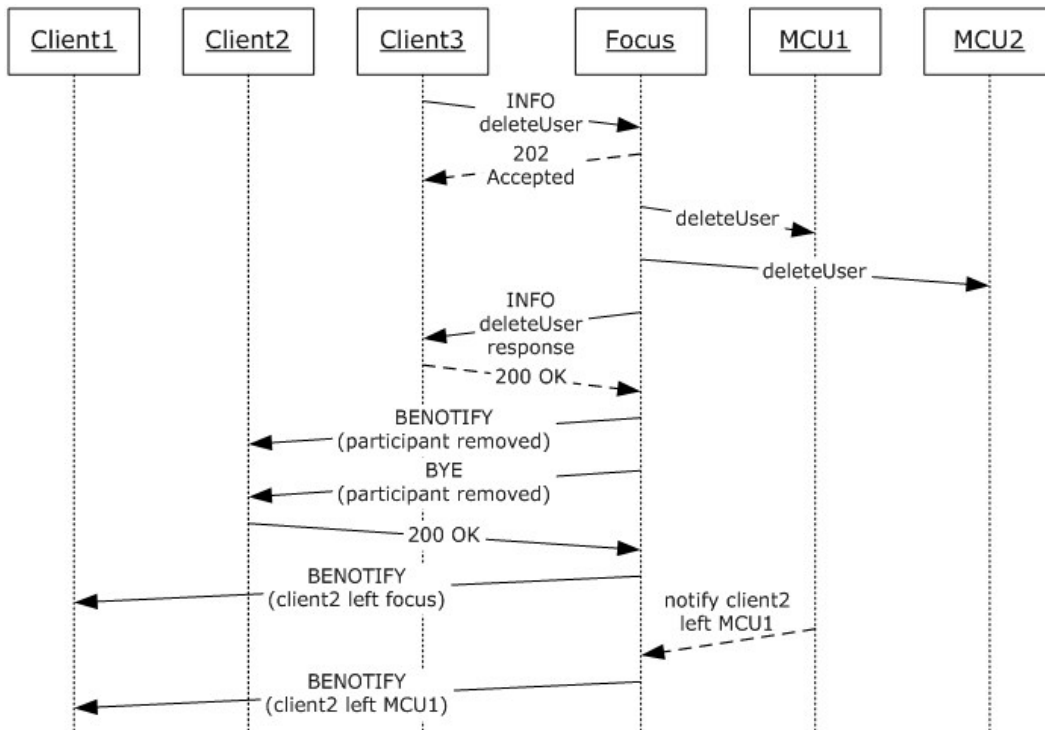 Client1
Client2
Client3
Focus
MCU1
MCU2
INFO
deleteUser
202
Accepted
deleteUser
deleteUser
INFO
deleteUser
response
200 OK
BENOTIFY
(participant removed)
BYE
(participant removed)
200 OK
BENOTIFY
(client2 left focus)
notify client2
left MCU1
BENOTIFY
(client2 left MCU1)